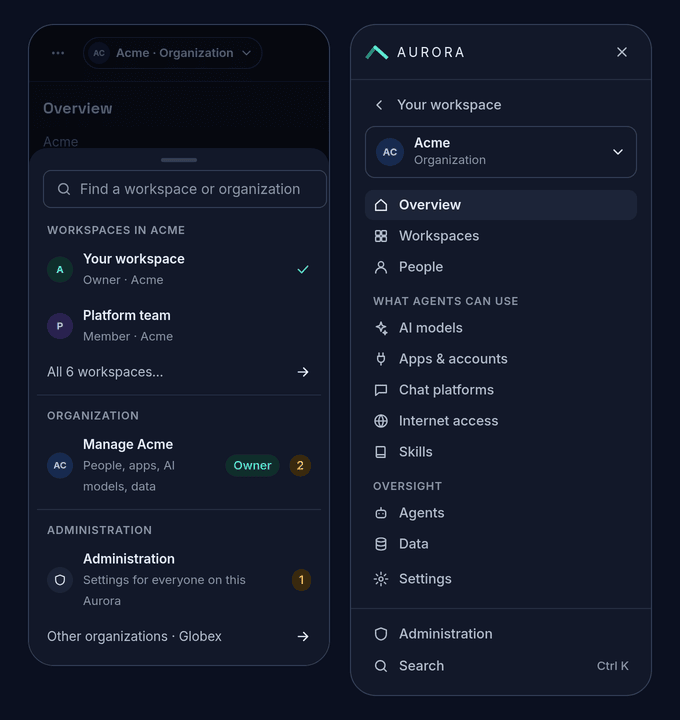 AC Acme · Organization
Overview
Acme
Find a workspace or organization
WORKSPACES IN ACME
A
Your workspace
Owner · Acme
P
Platform team
Member · Acme
All 6 workspaces...
ORGANIZATION
Manage Acme
AC
People, apps, AI
models, data
Owner
2
ADMINISTRATION
Administration
Settings for everyone on this
Aurora
1
Other organizations · Globex
AURORA
Your workspace
AC
Acme
Organization
Overview
Workspaces
People
WHAT AGENTS CAN USE
AI models
Apps & accounts
Chat platforms
Internet access
Skills
OVERSIGHT
Agents
Data
Settings
Administration
Search Ctrl K